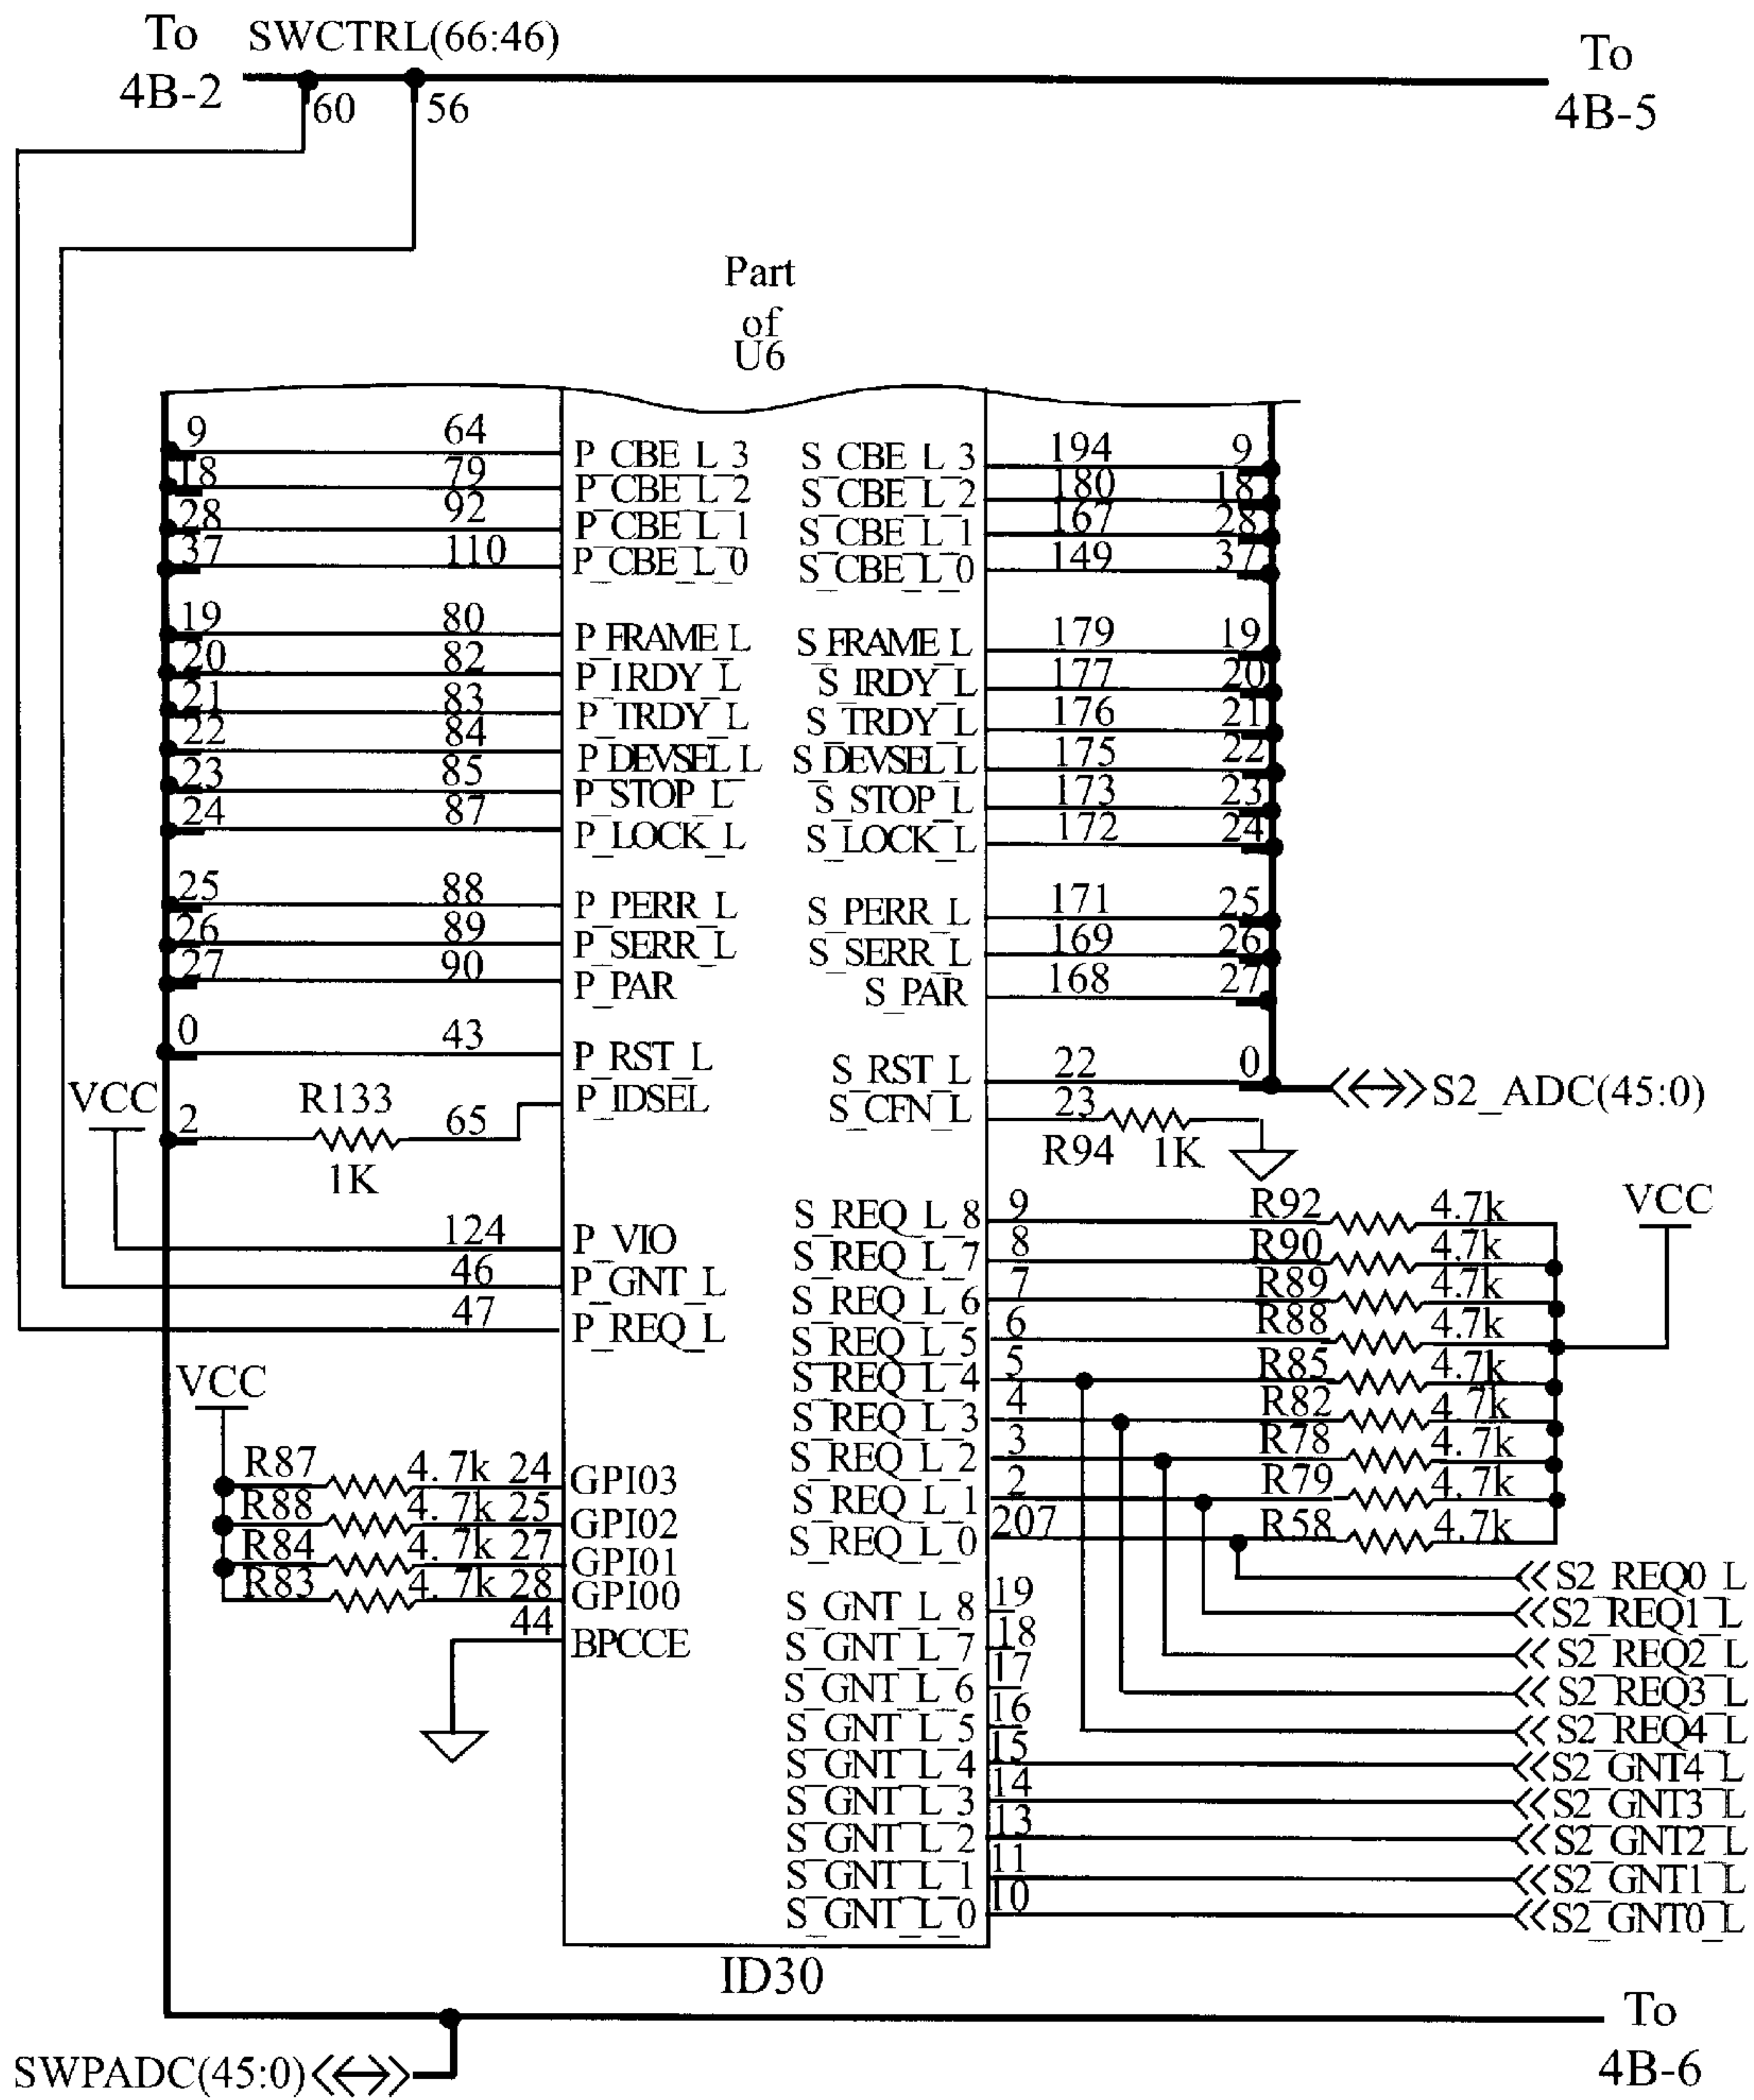 To SWCTRL(66:46) To
4B-2 60 56 4B-5
Part
of
U6
9 64 P_CBE_L_3 S_CBE_L_3 194 9
18 79 P_CBE_L_2 S_CBE_L_2 180 18
28 92 P_CBE_L_1 S_CBE_L_1 167 28
37 110 P_CBE_L_0 S_CBE_L_0 149 37
19 80 P_FRAME_L S_FRAME_L 179 19
20 82 P_IRDY_L S_IRDY_L 177 20
21 83 P_TRDY_L S_TRDY_L 176 21
22 84 P_DEVSEL_L S_DEVSEL_L 175 22
23 85 P_STOP_L S_STOP_L 173 23
24 87 P_LOCK_L S_LOCK_L 172 24
25 88 P_PERR_L S_PERR_L 171 25
26 89 P_SERR_L S_SERR_L 169 26
27 90 P_PAR S_PAR 168 27
0 43 P_RST_L S_RST_L 22 0 S2_ADC(45:0)
VCC 2 R133 1K 65 P_IDSEL S_CFN_L 23 R94 1K
124 P_VIO S_REQ_L_8 9 R92 4.7k VCC
46 P_GNT_L S_REQ_L_7 8 R90 4.7k
47 P_REQ_L S_REQ_L_6 7 R89 4.7k
S_REQ_L_5 6 R88 4.7k
VCC S_REQ_L_4 5 R85 4.7k
S_REQ_L_3 4 R82 4.7k
S_REQ_L_2 3 R78 4.7k
R87 4.7k 24 GPI03 S_REQ_L_1 2 R79 4.7k
R88 4.7k 25 GPI02 S_REQ_L_0 207 R58 4.7k
R84 4.7k 27 GPI01 S2_REQ0_L
R83 4.7k 28 GPI00 S_GNT_L_8 19 S2_REQ1_L
44 BPCCE S_GNT_L_7 18 S2_REQ2_L
S_GNT_L_6 17 S2_REQ3_L
S_GNT_L_5 16 S2_REQ4_L
S_GNT_L_4 15 S2_GNT4_L
S_GNT_L_3 14 S2_GNT3_L
S_GNT_L_2 13 S2_GNT2_L
S_GNT_L_1 11 S2_GNT1_L
S_GNT_L_0 10 S2_GNT0_L
ID30
To
SWPADC(45:0) 4B-6